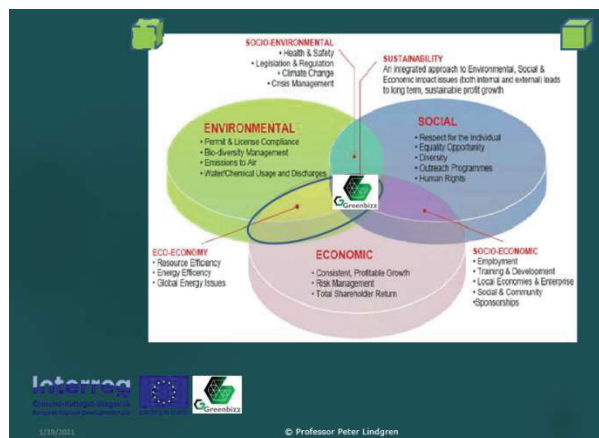 SOCIO-ENVIRONMENTAL
• Health & Safety
• Legislation & Regulation
• Climate Change
• Crisis Management
SUSTAINABILITY
An integrated approach to Environmental, Social &
Economic impact issues (both internal and external) leads
to long term, sustainable profit growth
ENVIRONMENTAL
• Permit & License Compliance
• Bio-diversity Management
• Emissions to Air
• Water/Chemical Usage and Discharges
SOCIAL
• Respect for the Individual
• Equality Opportunity
• Diversity
• Outreach Programmes
• Human Rights
Greenbizz
ECO-ECONOMY
• Resource Efficiency
• Energy Efficency
• Global Energy Issues
ECONOMIC
• Consistent, Profitable Growth
• Risk Management
• Total Shareholder Return
SOCIO-ECONOMIC
• Employment
• Training & Development
• Local Economies & Enterprise
• Social & Community
•Sponsorships
Interreg
Greenbizz
1/19/2021
© Professor Peter Lindgren